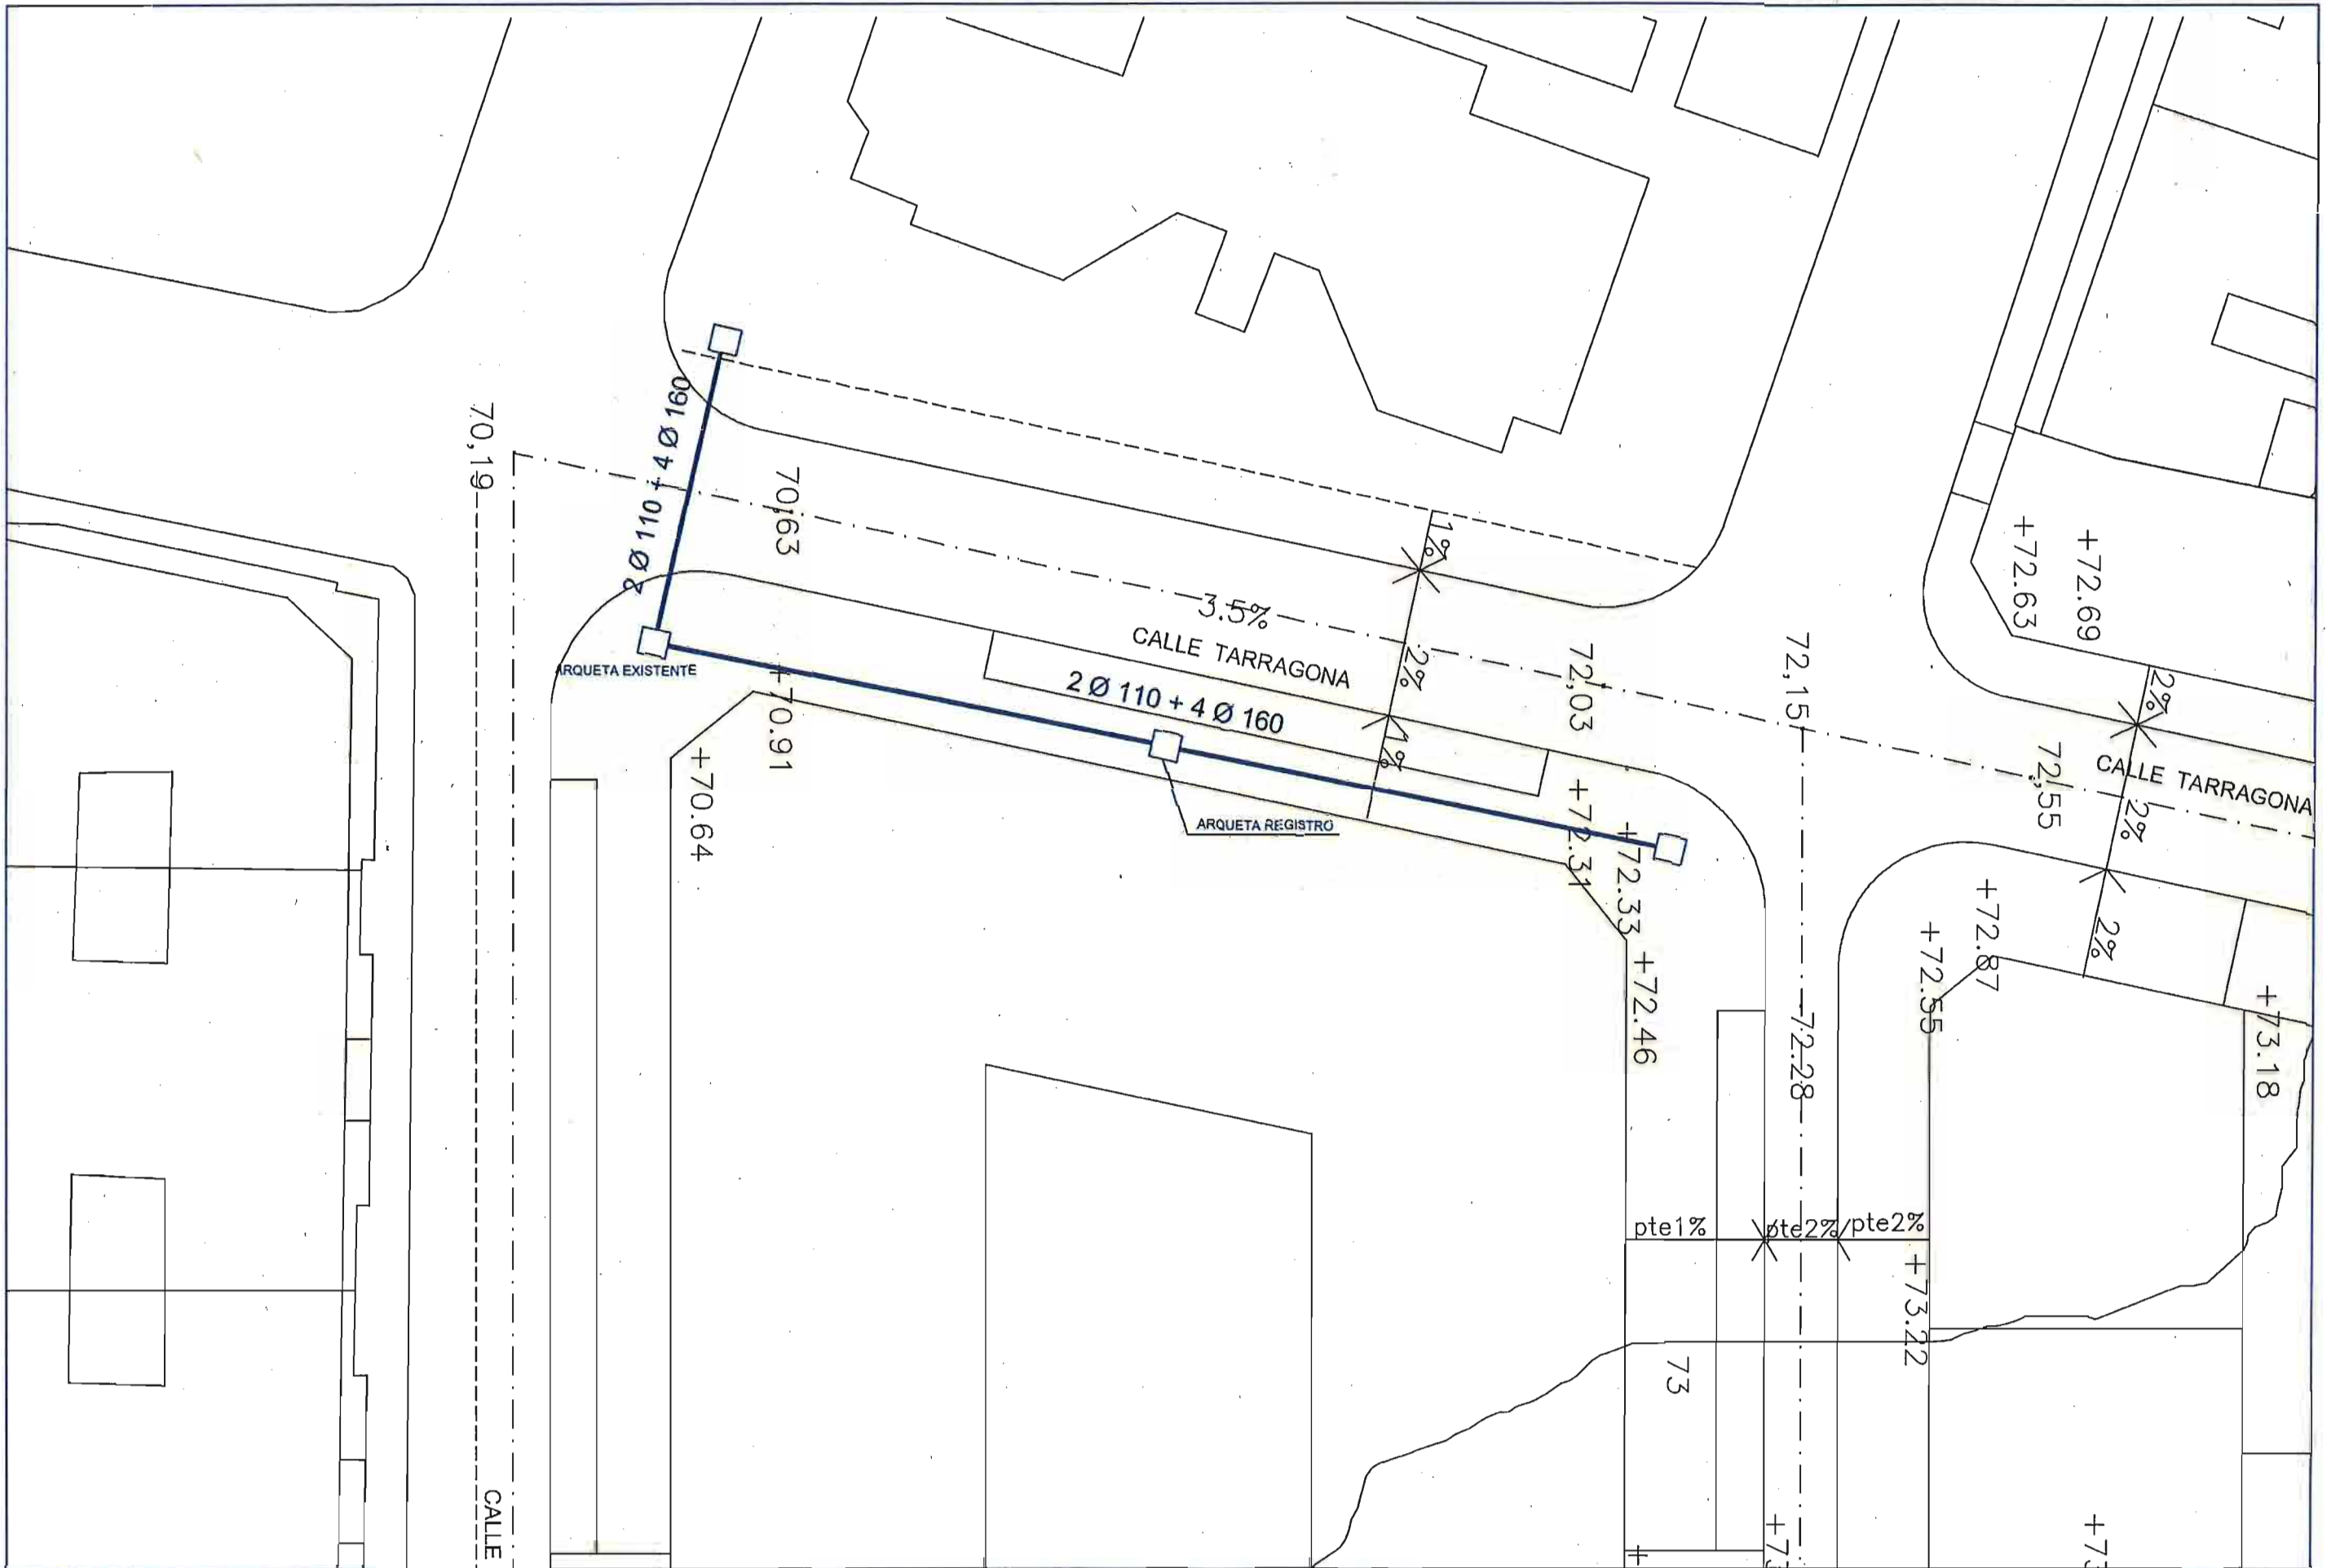 2 Ø 110 + 4 Ø 160
70,19
70,63
1%
3.5%
CALLE TARRAGONA
2%
2 Ø 110 + 4 Ø 160
1%
ARQUETA EXISTENTE
+70.91
+70.64
ARQUETA REGISTRO
72,03
72,15
+72.31
+72.33
+72.46
+72.63
+72.69
2%
CALLE TARRAGONA
72,55
2%
2%
+72.87
+72.55
+73.18
72.28
pte1%
pte2%
pte2%
+73.22
73
CALLE